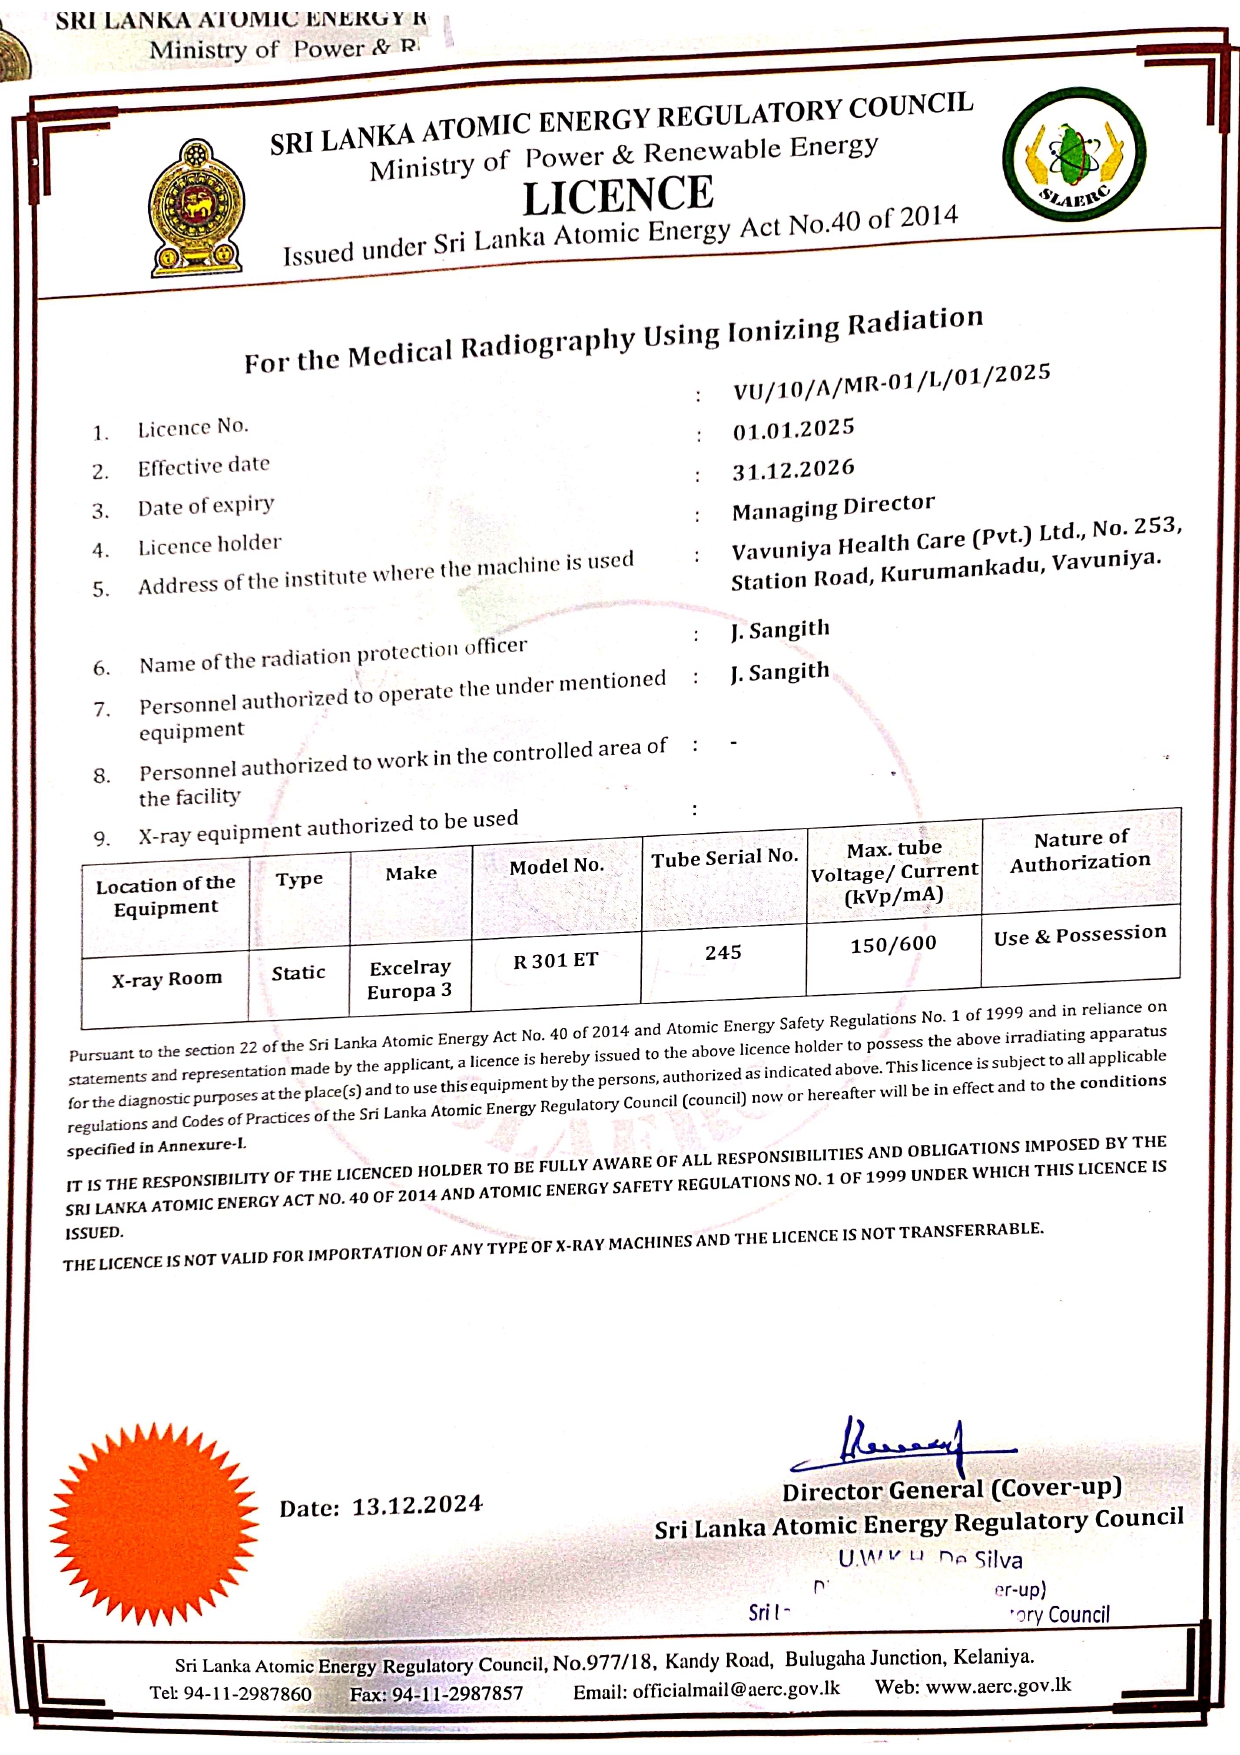 SRI LANKA ATOMIC ENERGY R
Ministry of Power & R
SRI LANKA ATOMIC ENERGY REGULATORY COUNCIL
Ministry of Power & Renewable Energy
LICENCE
Issued under Sri Lanka Atomic Energy Act No.40 of 2014
SLAERC
For the Medical Radiography Using Ionizing Radiation
1. Licence No. : VU/10/A/MR-01/L/01/2025
2. Effective date : 01.01.2025
3. Date of expiry : 31.12.2026
4. Licence holder : Managing Director
5. Address of the institute where the machine is used : Vavuniya Health Care (Pvt.) Ltd., No. 253,
Station Road, Kurumankadu, Vavuniya.
6. Name of the radiation protection officer : J. Sangith
7. Personnel authorized to operate the under mentioned : J. Sangith
equipment
8. Personnel authorized to work in the controlled area of : -
the facility
9. X-ray equipment authorized to be used :
Location of the Equipment Type Make Model No. Tube Serial No. Max. tube Voltage/ Current (kVp/mA) Nature of Authorization
X-ray Room Static Excelray Europa 3 R 301 ET 245 150/600 Use & Possession
Pursuant to the section 22 of the Sri Lanka Atomic Energy Act No. 40 of 2014 and Atomic Energy Safety Regulations No. 1 of 1999 and in reliance on
statements and representation made by the applicant, a licence is hereby issued to the above licence holder to possess the above irradiating apparatus
for the diagnostic purposes at the place(s) and to use this equipment by the persons, authorized as indicated above. This licence is subject to all applicable
regulations and Codes of Practices of the Sri Lanka Atomic Energy Regulatory Council (council) now or hereafter will be in effect and to the conditions
specified in Annexure-I.
SLAERC
IT IS THE RESPONSIBILITY OF THE LICENCED HOLDER TO BE FULLY AWARE OF ALL RESPONSIBILITIES AND OBLIGATIONS IMPOSED BY THE
SRI LANKA ATOMIC ENERGY ACT NO. 40 OF 2014 AND ATOMIC ENERGY SAFETY REGULATIONS NO. 1 OF 1999 UNDER WHICH THIS LICENCE IS
ISSUED.
THE LICENCE IS NOT VALID FOR IMPORTATION OF ANY TYPE OF X-RAY MACHINES AND THE LICENCE IS NOT TRANSFERRABLE.
Date: 13.12.2024
Director General (Cover-up)
Sri Lanka Atomic Energy Regulatory Council
De Silva
er-up)
Sri Council
Sri Lanka Atomic Energy Regulatory Council, No.977/18, Kandy Road, Bulugaha Junction, Kelaniya.
Tel: 94-11-2987860 Fax: 94-11-2987857 Email: officialmail@aerc.gov.lk Web: www.aerc.gov.lk